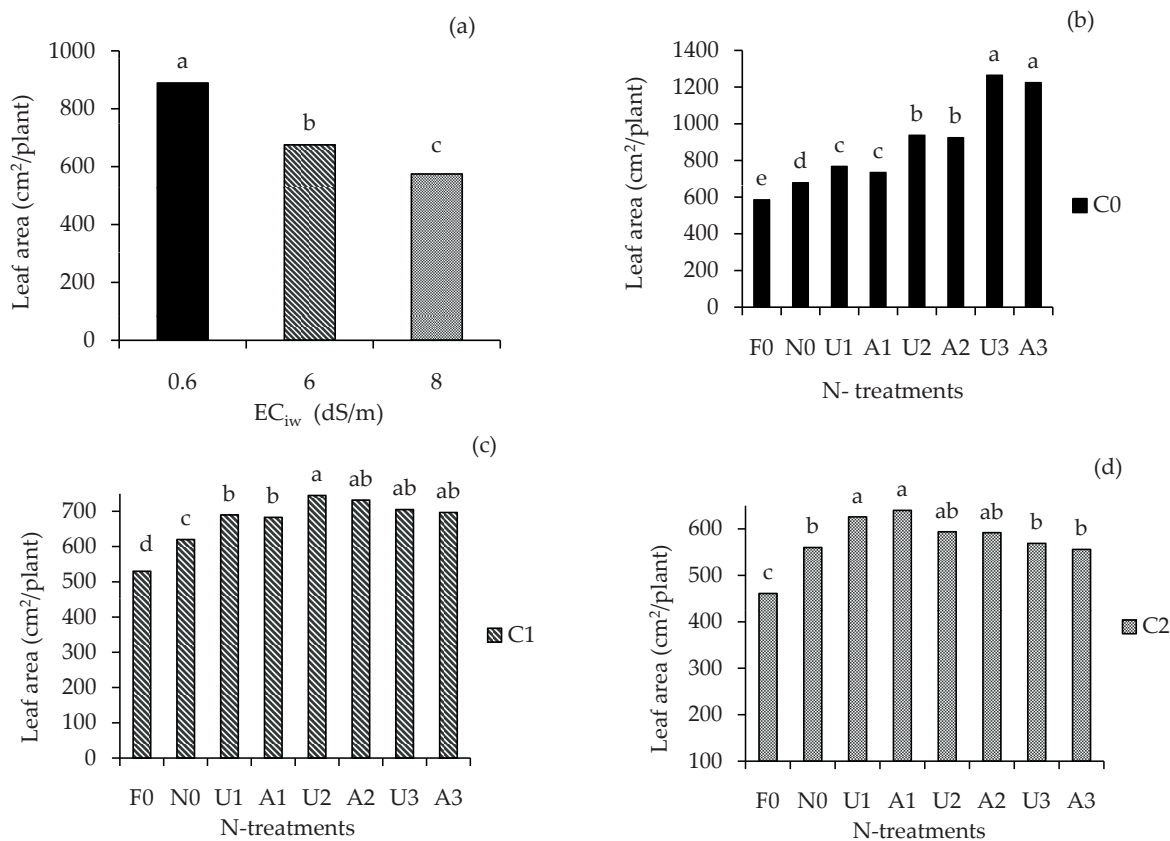 (a)
1000
800
600
400
200
0
a
b
c
0.6 6 8
ECiw (dS/m)
Leaf area (cm²/plant)
(b)
1400
1200
1000
800
600
400
200
0
e d c c b b a a
F0 N0 U1 A1 U2 A2 U3 A3
N- treatments
Leaf area (cm²/plant)
C0
(c)
700
600
500
400
300
200
100
0
d c b b a ab ab ab
F0 N0 U1 A1 U2 A2 U3 A3
N-treatments
Leaf area (cm²/plant)
C1
(d)
600
500
400
300
200
100
c b a a ab ab b b
F0 N0 U1 A1 U2 A2 U3 A3
N-treatments
Leaf area (cm²/plant)
C2